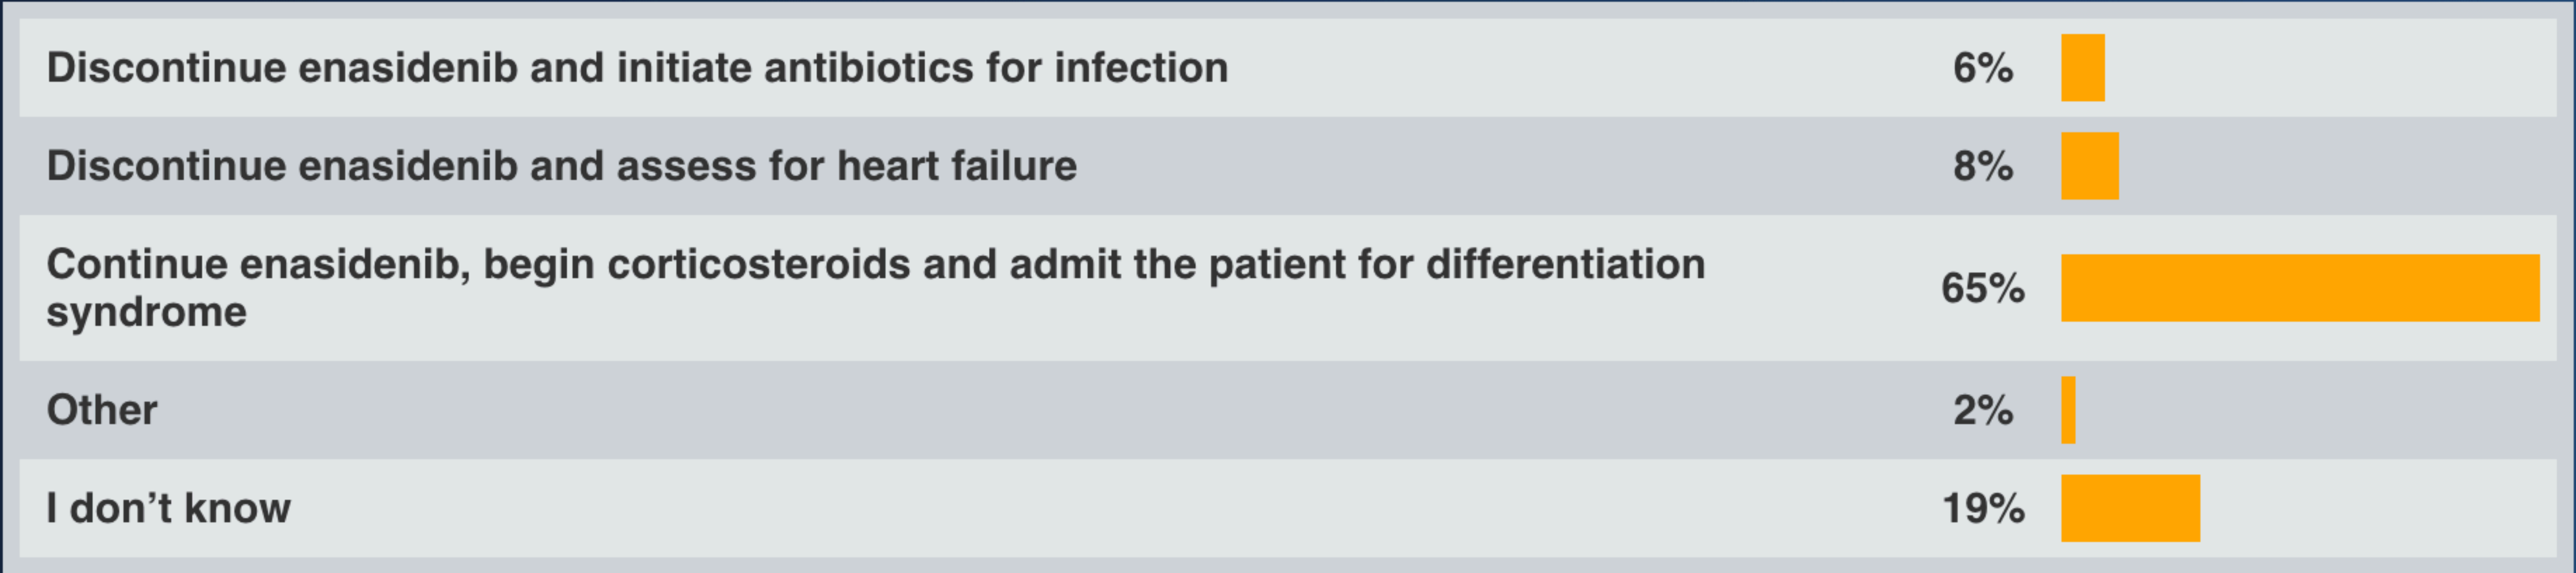 Discontinue enasidenib and initiate antibiotics for infection 6%
Discontinue enasidenib and assess for heart failure 8%
Continue enasidenib, begin corticosteroids and admit the patient for differentiation
syndrome 65%
Other 2%
I don’t know 19%